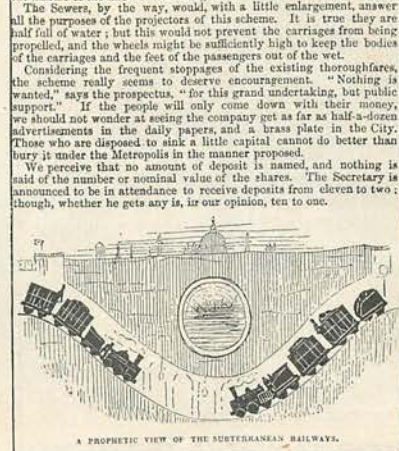 The Sewers, by the way, would, with a little enlargement, answer
all the purposes of the projectors of this scheme. It is true they are
half full of water ; but this would not prevent the carriages from being
propelled, and the wheels might be sufficiently high to keep the bodies
of the carriages and the feet of the passengers out of the wet.
Considering the frequent stoppages of the existing thoroughfares,
the scheme really seems to deserve encouragement. “ Nothing is
wanted,” says the prospectus, “ for this grand undertaking, but public
support.” If the people will only come down with their money,
we should not wonder at seeing the company get as far as half-a-dozen
advertisements in the daily papers, and a brass plate in the City.
Those who are disposed to sink a little capital cannot do better than
bury it under the Metropolis in the manner proposed.
We perceive that no amount of deposit is named, and nothing is
said of the number or nominal value of the shares. The Secretary is
announced to be in attendance to receive deposits from eleven to two ;
though, whether he gets any is, in our opinion, ten to one.
A PROPHETIC VIEW OF THE SUBTERRANEAN RAILWAYS.